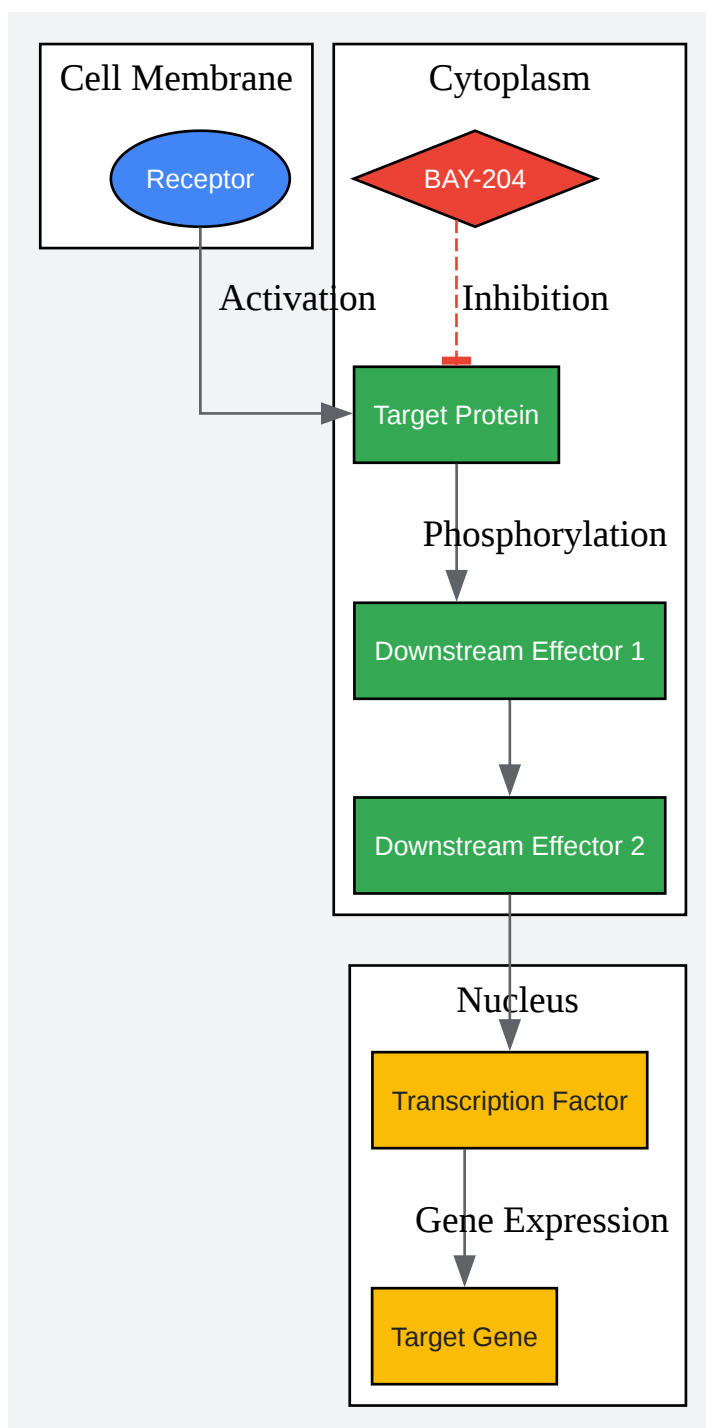 Cell Membrane
Cytoplasm
Receptor
BAY-204
Activation
Inhibition
Target Protein
Phosphorylation
Downstream Effector 1
Downstream Effector 2
Nucleus
Transcription Factor
Gene Expression
Target Gene